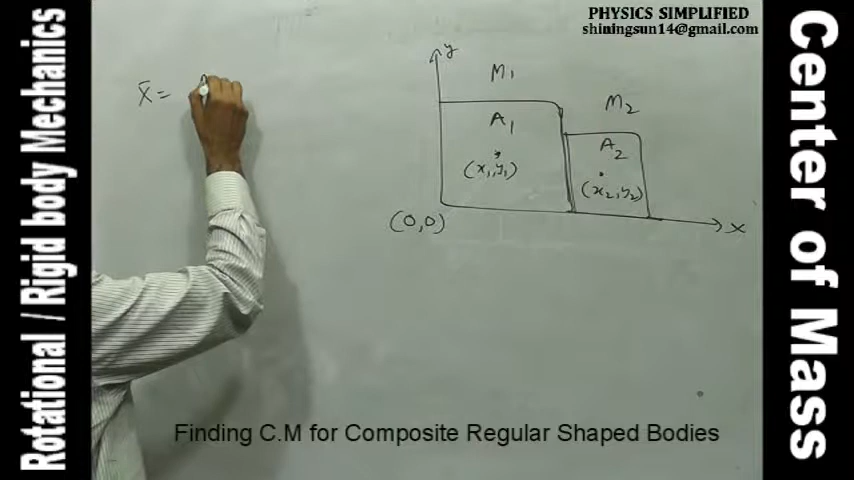 PHYSICS SIMPLIFIED
shiningsun14@gmail.com
Rotational / Rigid body Mechanics
Center of Mass
y
M1
M2
x̄ =
A1
A2
(x1, y1)
(x2, y2)
(0,0)
x
Finding C.M for Composite Regular Shaped Bodies